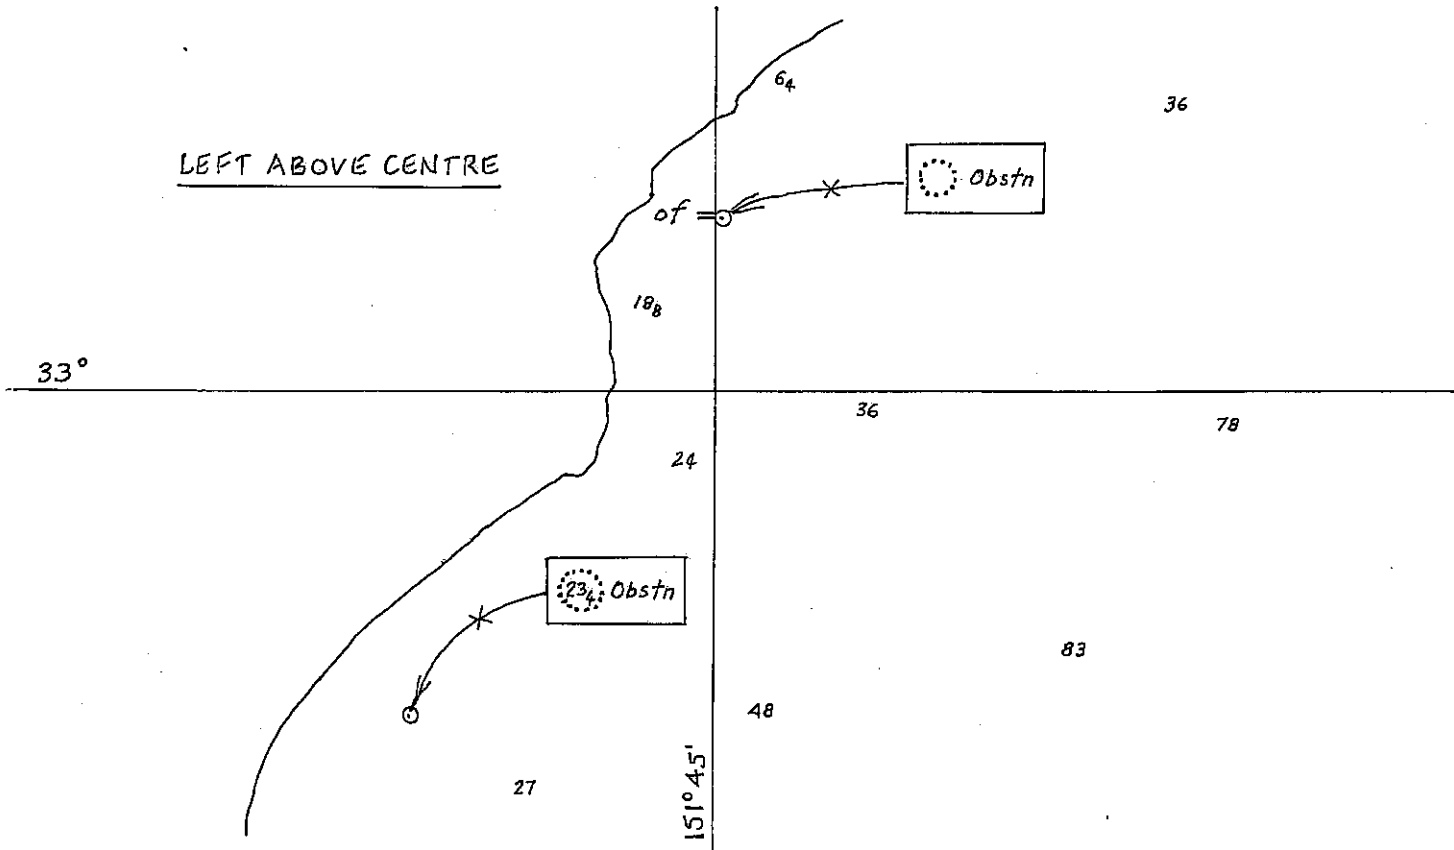 6₄
36
LEFT ABOVE CENTRE
Obstn
of
18₈
33°
36
78
24
23₄ Obstn
83
48
27
151°45'